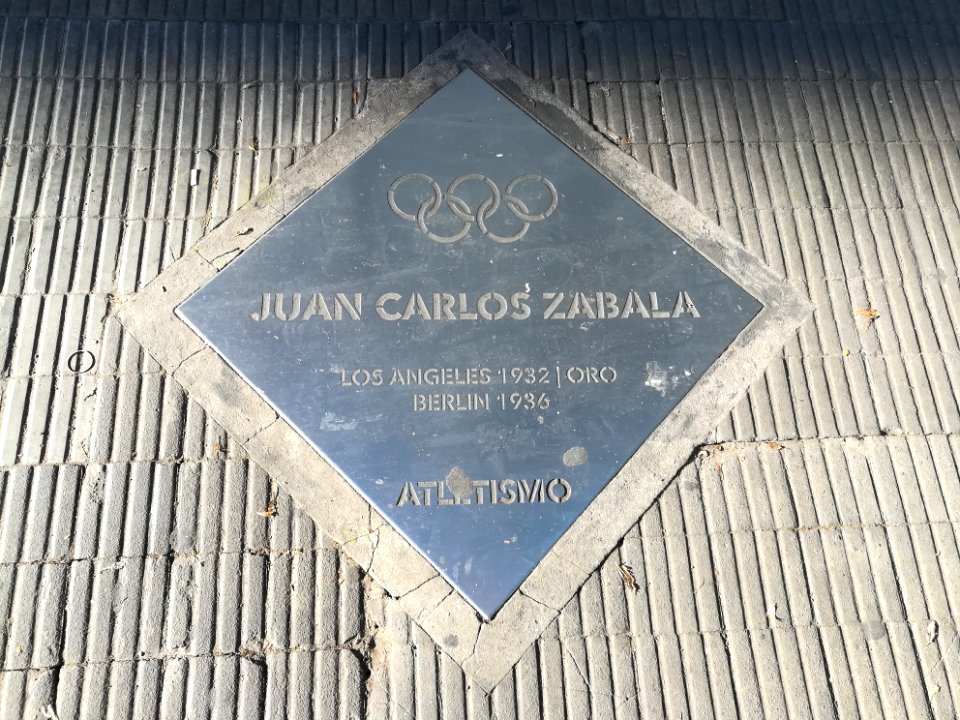 JUAN CARLOS ZABALA
LOS ANGELES 1932 | ORO
BERLIN 1936
ATLETISMO